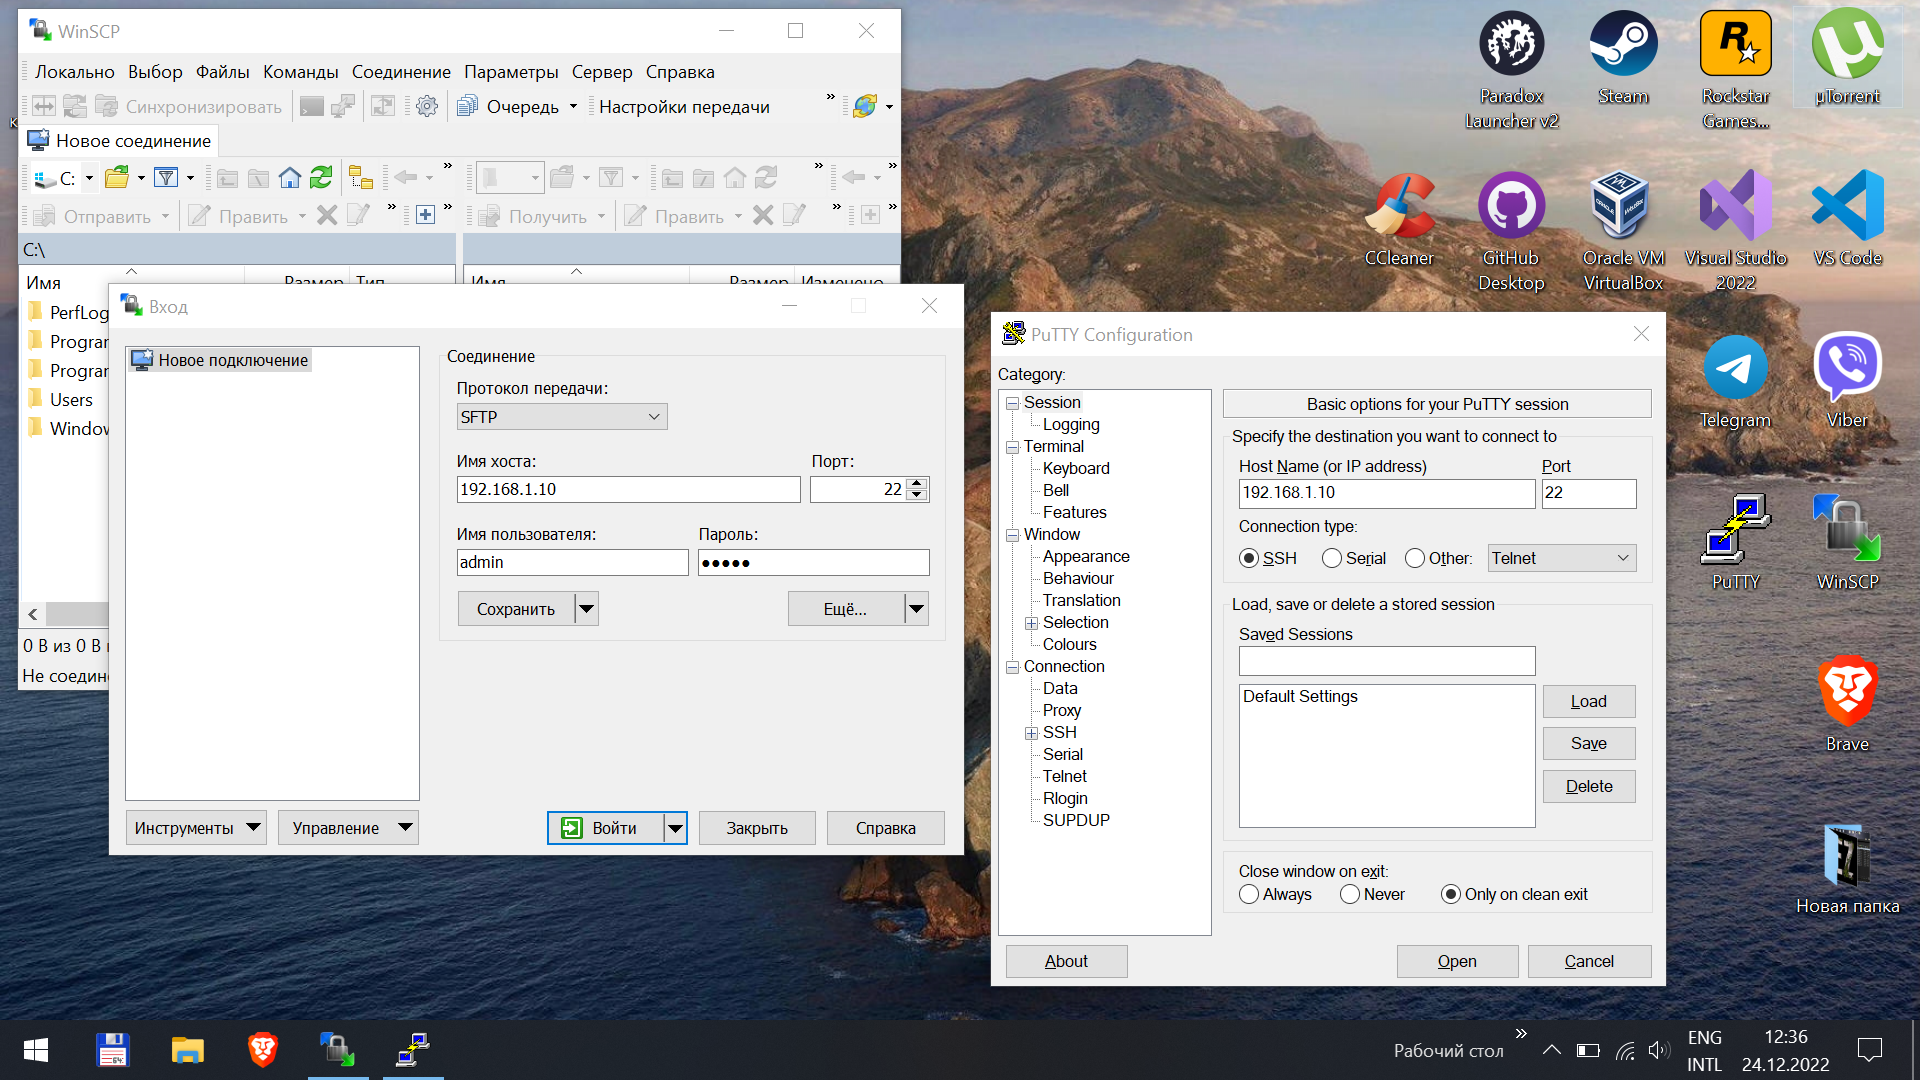 WinSCP
Локально Выбор Файлы Команды Соединение Параметры Сервер Справка
Синхронизировать Очередь Настройки передачи
Новое соединение
C:
Отправить Править Получить Править
C:\
Имя Размер Тип Имя Размер Изменено
PerfLog
Prograr
Prograr
Users
Window
0 B из 0 B
Не соедин
Вход
Новое подключение
Соединение
Протокол передачи:
SFTP
Имя хоста: Порт:
192.168.1.10 22
Имя пользователя: Пароль:
admin ●●●●●
Сохранить Ещё...
Инструменты Управление Войти Закрыть Справка
PuTTY Configuration
Category:
Session
Logging
Terminal
Keyboard
Bell
Features
Window
Appearance
Behaviour
Translation
Selection
Colours
Connection
Data
Proxy
SSH
Serial
Telnet
Rlogin
SUPDUP
Basic options for your PuTTY session
Specify the destination you want to connect to
Host Name (or IP address) Port
192.168.1.10 22
Connection type:
SSH Serial Other: Telnet
Load, save or delete a stored session
Saved Sessions
Default Settings
Load
Save
Delete
Close window on exit:
Always Never Only on clean exit
About Open Cancel
Paradox
Launcher v2
Steam
Rockstar
Games...
µTorrent
CCleaner
GitHub
Desktop
Oracle VM
VirtualBox
Visual Studio
2022
VS Code
Telegram
Viber
PuTTY
WinSCP
Brave
Новая папка
64
Рабочий стол
ENG
INTL
12:36
24.12.2022